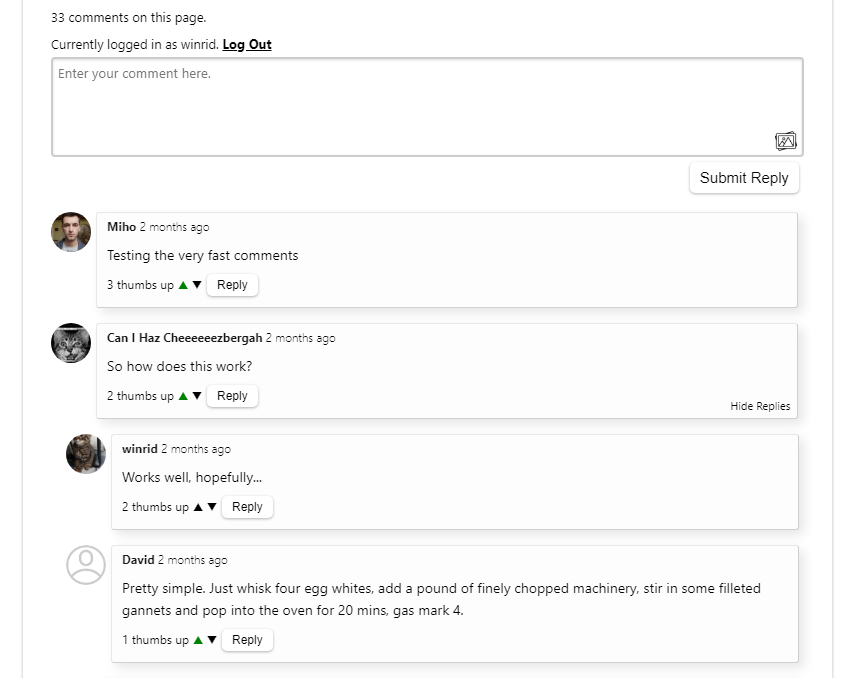 33 comments on this page.
Currently logged in as winrid. Log Out
Enter your comment here.
Submit Reply
Miho 2 months ago
Testing the very fast comments
3 thumbs up ▲ ▼ Reply
Can I Haz Cheeeeeezbergah 2 months ago
So how does this work?
2 thumbs up ▲ ▼ Reply
Hide Replies
winrid 2 months ago
Works well, hopefully...
2 thumbs up ▲ ▼ Reply
David 2 months ago
Pretty simple. Just whisk four egg whites, add a pound of finely chopped machinery, stir in some filleted
gannets and pop into the oven for 20 mins, gas mark 4.
1 thumbs up ▲ ▼ Reply